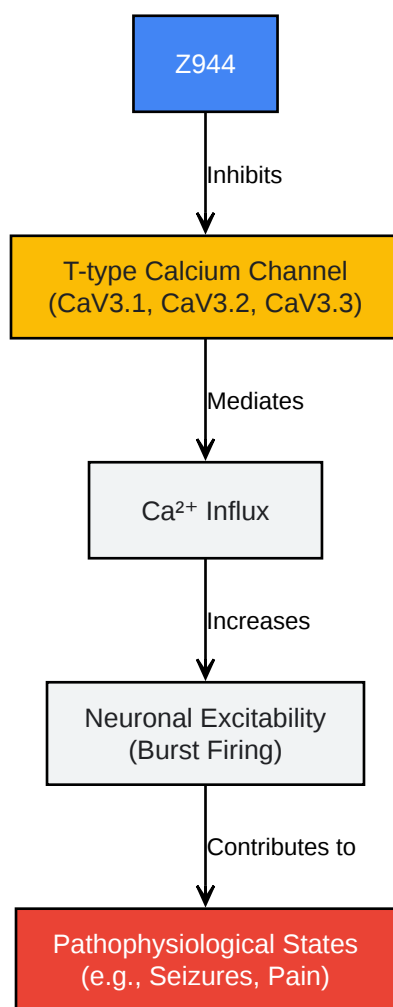 Z944
Inhibits
T-type Calcium Channel
(CaV3.1, CaV3.2, CaV3.3)
Mediates
Ca²⁺ Influx
Increases
Neuronal Excitability
(Burst Firing)
Contributes to
Pathophysiological States
(e.g., Seizures, Pain)